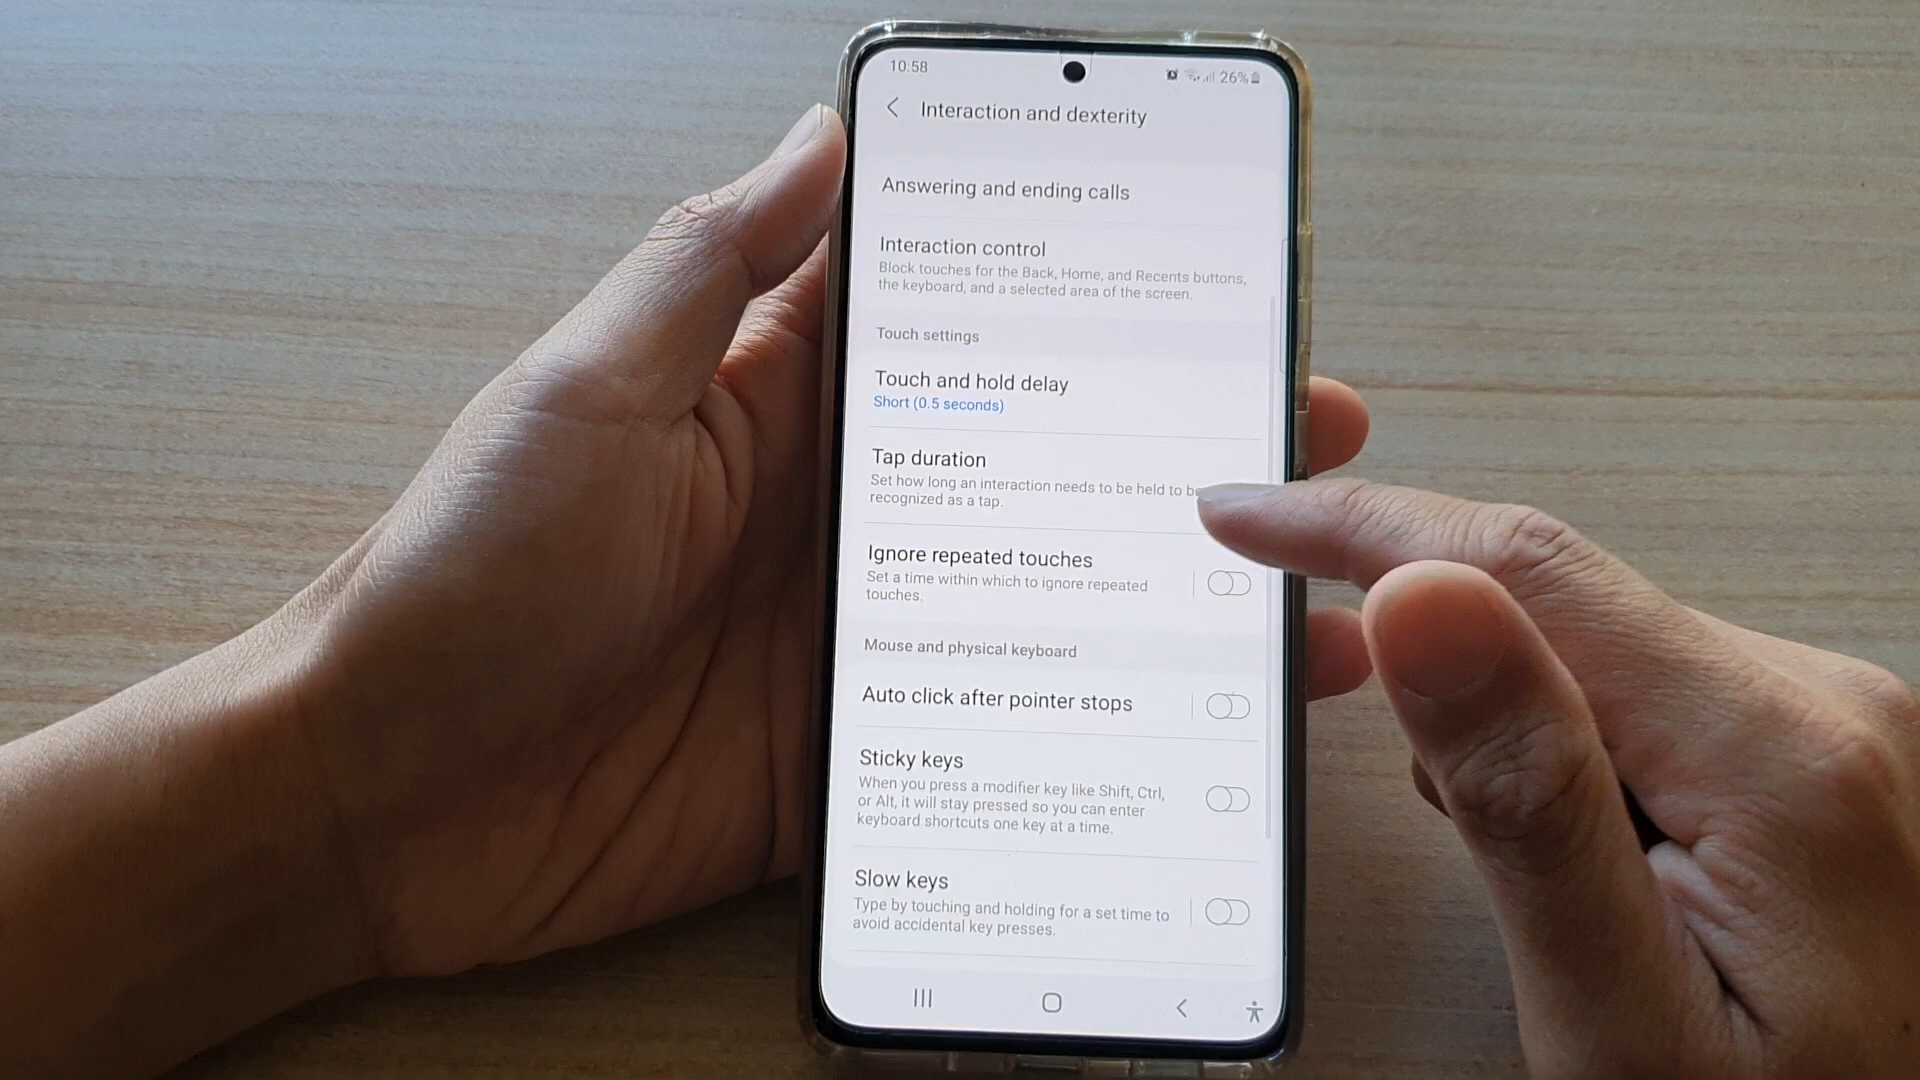 10:58
26%
Interaction and dexterity
Answering and ending calls
Interaction control
Block touches for the Back, Home, and Recents buttons,
the keyboard, and a selected area of the screen.
Touch settings
Touch and hold delay
Short (0.5 seconds)
Tap duration
Set how long an interaction needs to be held to
recognized as a tap.
Ignore repeated touches
Set a time within which to ignore repeated
touches.
Mouse and physical keyboard
Auto click after pointer stops
Sticky keys
When you press a modifier key like Shift, Ctrl,
or Alt, it will stay pressed so you can enter
keyboard shortcuts one key at a time.
Slow keys
Type by touching and holding for a set time to
avoid accidental key presses.